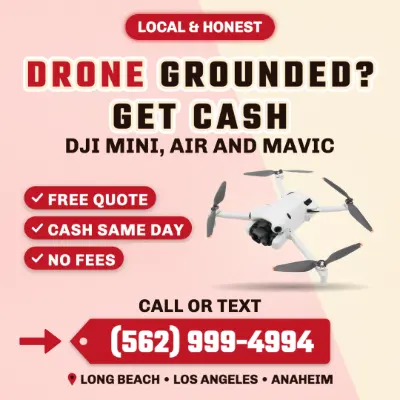 LOCAL & HONEST
DRONE GROUNDED?
GET CASH
DJI MINI, AIR AND MAVIC
FREE QUOTE
CASH SAME DAY
NO FEES
CALL OR TEXT
(562) 999-4994
LONG BEACH • LOS ANGELES • ANAHEIM